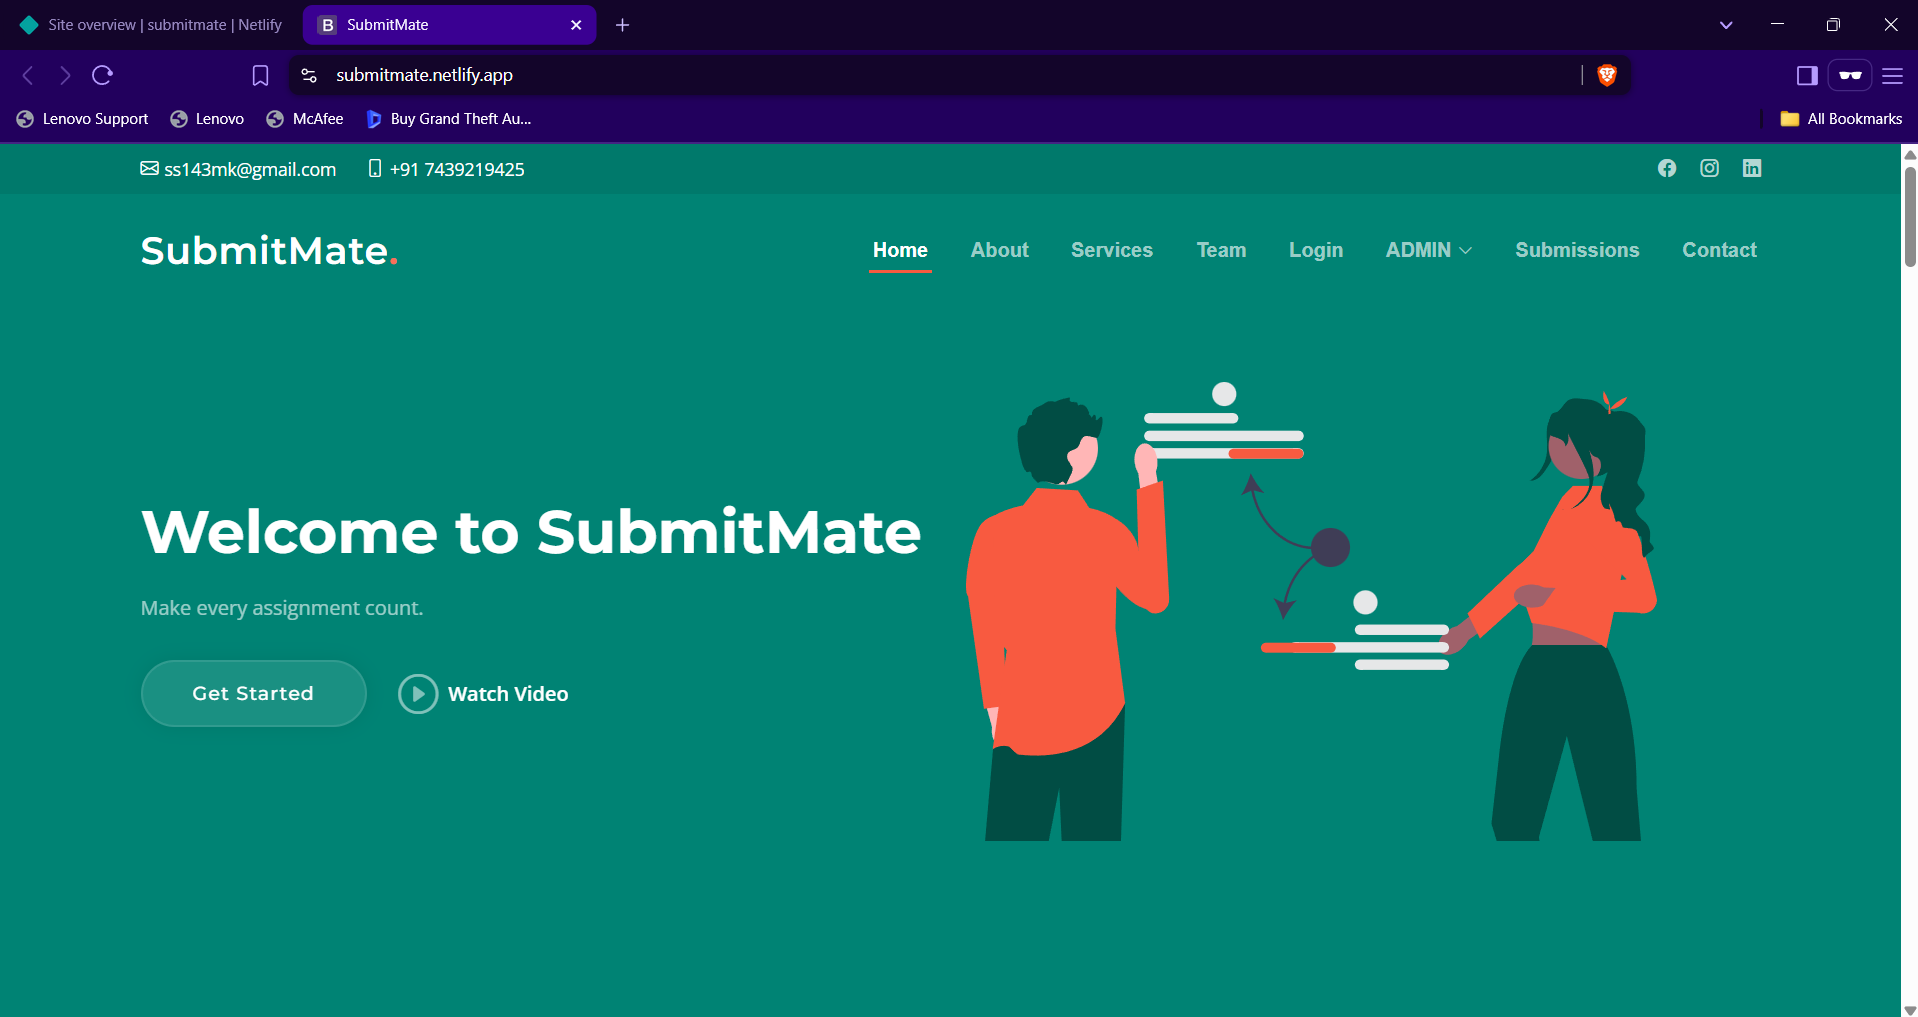 Site overview | submitmate | Netlify
B SubmitMate
submitmate.netlify.app
Lenovo Support Lenovo McAfee Buy Grand Theft Au... All Bookmarks
ss143mk@gmail.com +91 7439219425
SubmitMate.
Home About Services Team Login ADMIN Submissions Contact
Welcome to SubmitMate
Make every assignment count.
Get Started Watch Video